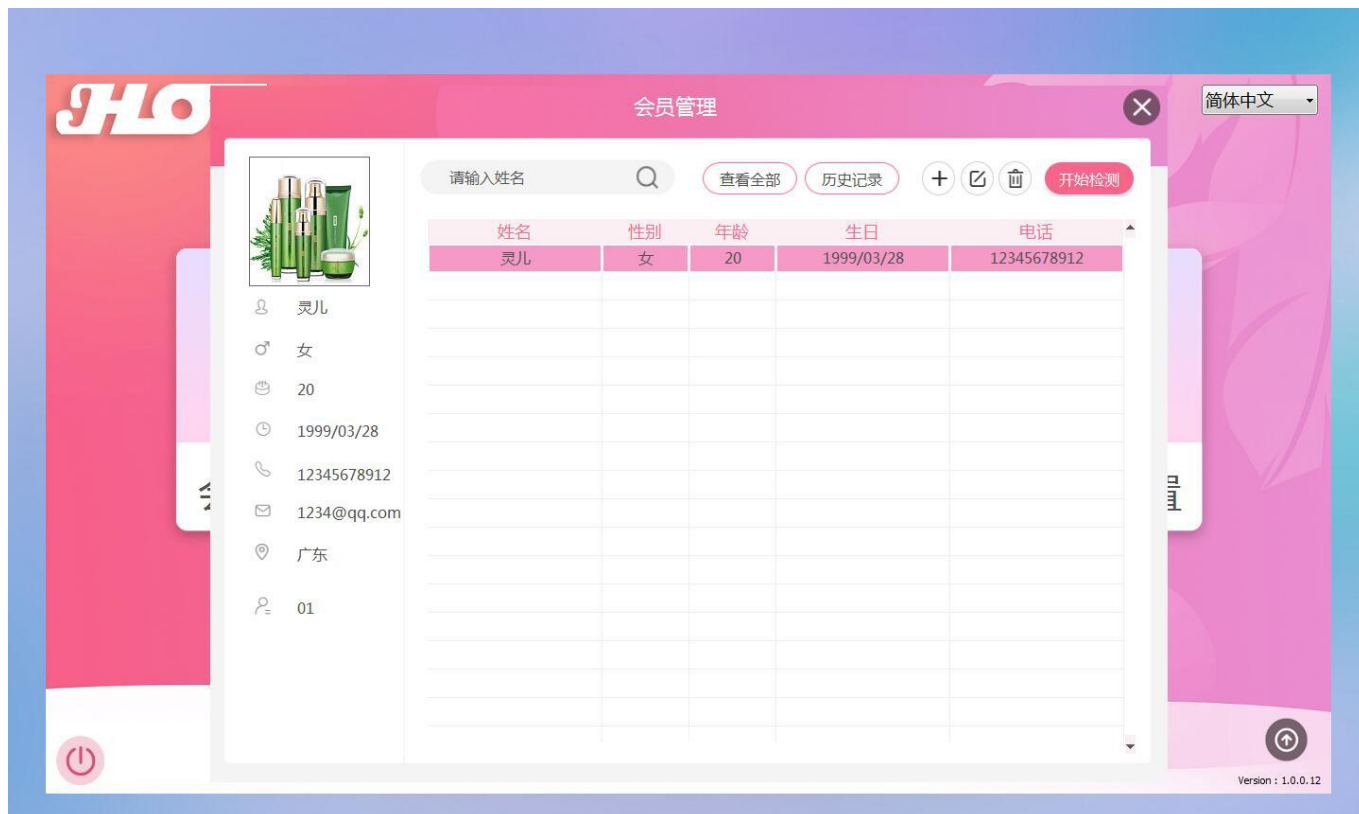 会员管理
简体中文
请输入姓名
查看全部
历史记录
开始检测
姓名 性别 年龄 生日 电话
灵儿 女 20 1999/03/28 12345678912
灵儿
女
20
1999/03/28
12345678912
1234@qq.com
广东
01
Version : 1.0.0.12